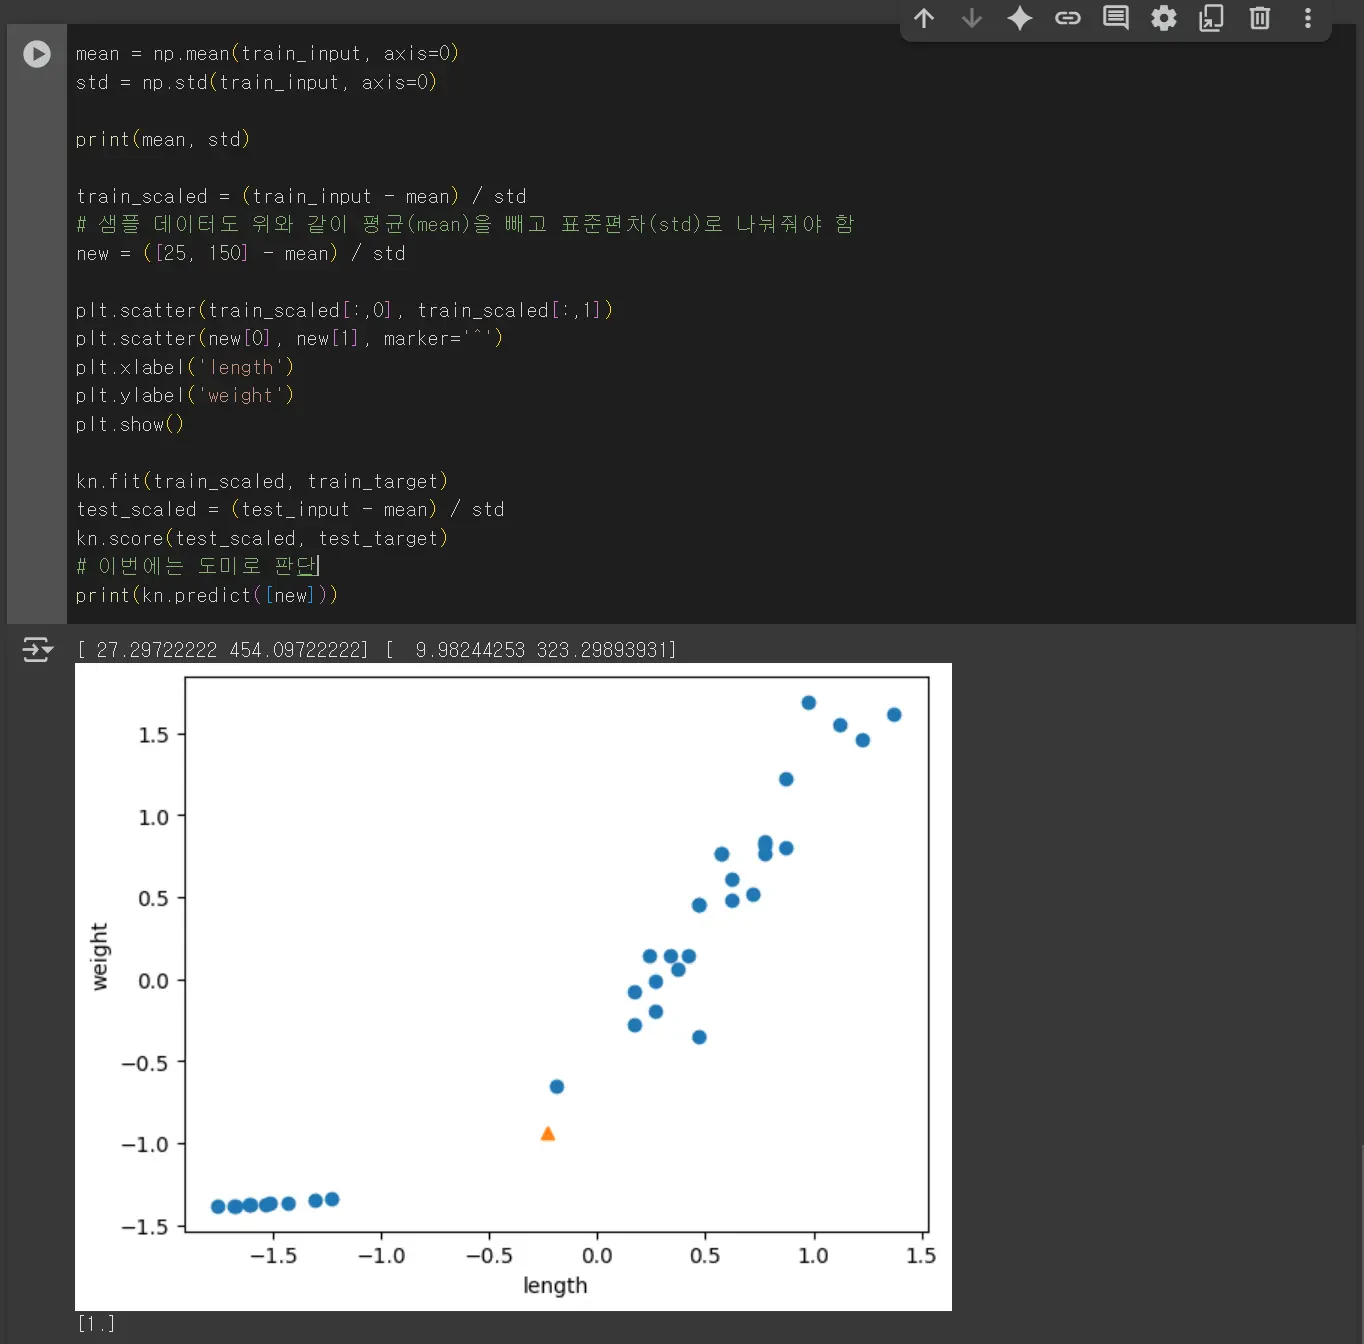 mean = np.mean(train_input, axis=0)
std = np.std(train_input, axis=0)
print(mean, std)
train_scaled = (train_input - mean) / std
# 샘플 데이터도 위와 같이 평균(mean)을 빼고 표준편차(std)로 나눠줘야 함
new = ([25, 150] - mean) / std
plt.scatter(train_scaled[:,0], train_scaled[:,1])
plt.scatter(new[0], new[1], marker='^')
plt.xlabel('length')
plt.ylabel('weight')
plt.show()
kn.fit(train_scaled, train_target)
test_scaled = (test_input - mean) / std
kn.score(test_scaled, test_target)
# 이번에는 도미로 판단
print(kn.predict([new]))
[ 27.29722222 454.09722222] [  9.98244253 323.29893931]
1.5
1.0
0.5
0.0
−0.5
−1.0
−1.5
weight
−1.5 −1.0 −0.5 0.0 0.5 1.0 1.5
length
[1.]